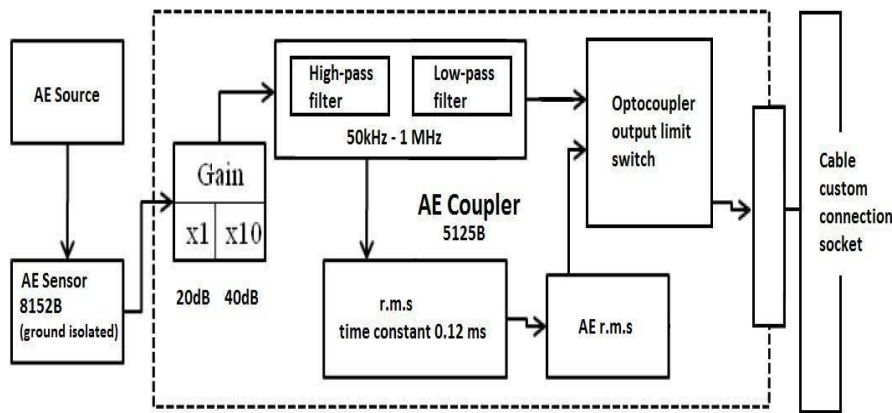 AE Source
AE Sensor
8152B
(ground isolated)
Gain
x1 x10
20dB 40dB
High-pass
filter
Low-pass
filter
50kHz - 1 MHz
AE Coupler
5125B
r.m.s
time constant 0.12 ms
AE r.m.s
Optocoupler
output limit
switch
Cable
custom
connection
socket